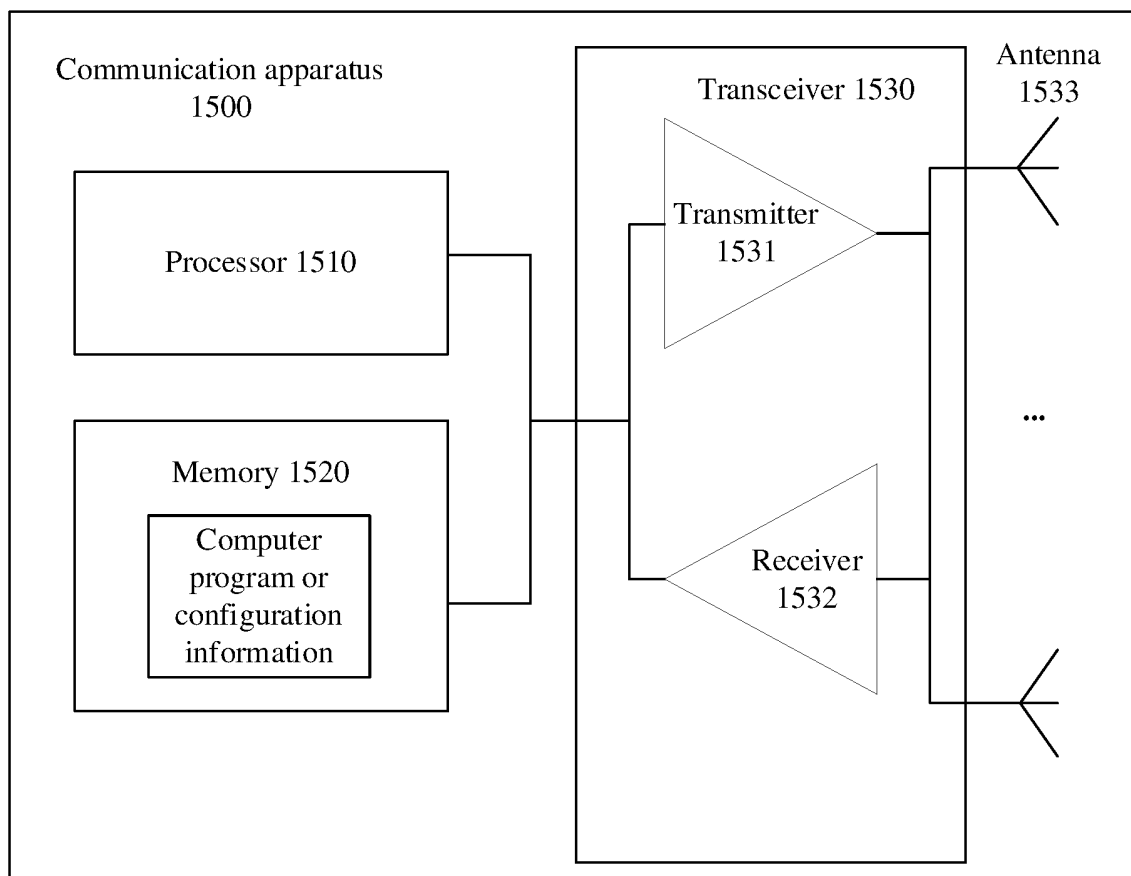 Communication apparatus
1500
Transceiver 1530
Antenna
1533
Processor 1510
Transmitter
1531
Memory 1520
Computer
program or
configuration
information
Receiver
1532
...